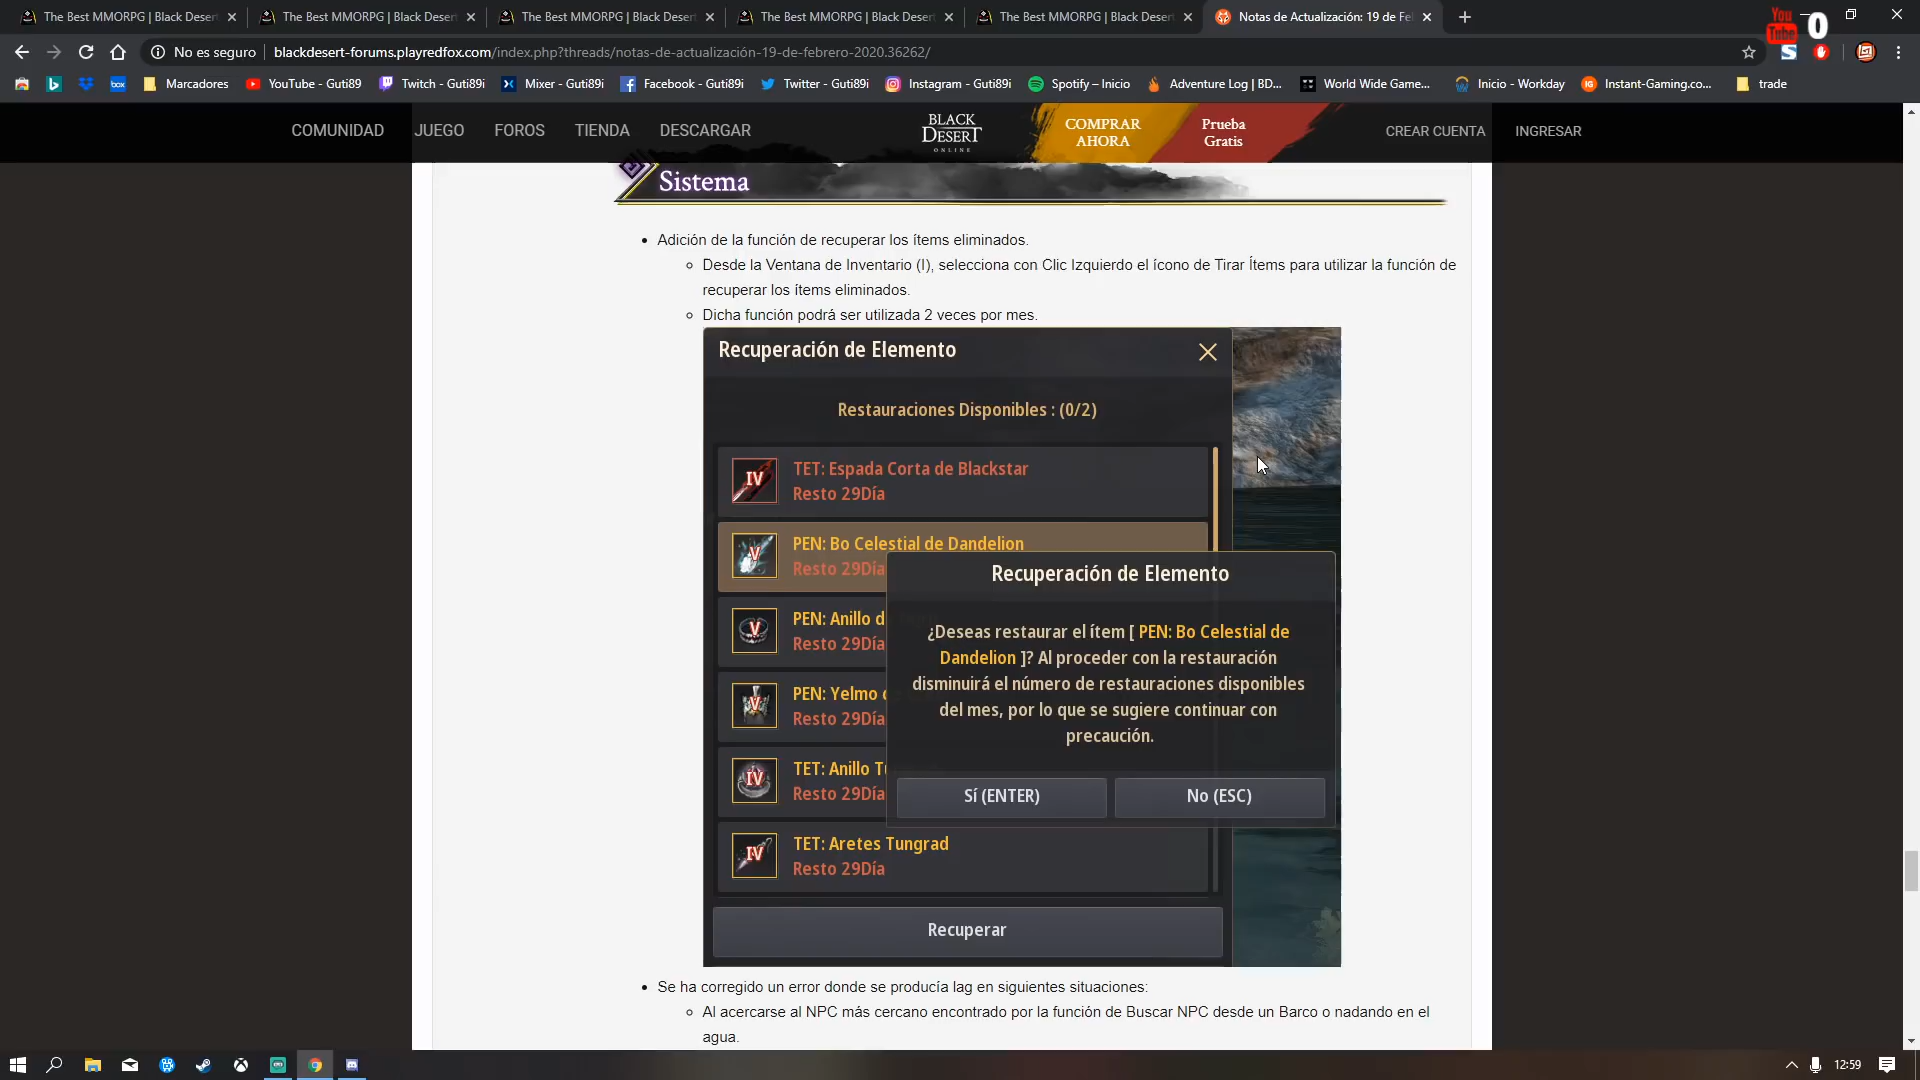 The Best MMORPG | Black Desert
The Best MMORPG | Black Desert
The Best MMORPG | Black Desert
The Best MMORPG | Black Desert
The Best MMORPG | Black Desert
Notas de Actualización: 19 de Fe
You Tube
0
No es seguro
blackdesert-forums.playredfox.com/index.php?threads/notas-de-actualización-19-de-febrero-2020.36262/
Marcadores
YouTube - Guti89
Twitch - Guti89i
Mixer - Guti89i
Facebook - Guti89i
Twitter - Guti89i
Instagram - Guti89i
Spotify – Inicio
Adventure Log | BD...
World Wide Game...
Inicio - Workday
Instant-Gaming.co...
trade
COMUNIDAD
JUEGO
FOROS
TIENDA
DESCARGAR
BLACK DESERT ONLINE
COMPRAR AHORA
Prueba Gratis
CREAR CUENTA
INGRESAR
Sistema
• Adición de la función de recuperar los ítems eliminados.
Desde la Ventana de Inventario (I), selecciona con Clic Izquierdo el ícono de Tirar Ítems para utilizar la función de
recuperar los ítems eliminados.
Dicha función podrá ser utilizada 2 veces por mes.
Recuperación de Elemento
Restauraciones Disponibles : (0/2)
IV
TET: Espada Corta de Blackstar
Resto 29Día
V
PEN: Bo Celestial de Dandelion
Resto 29Día
V
PEN: Anillo d
Resto 29Día
V
PEN: Yelmo
Resto 29Día
IV
TET: Anillo Tu
Resto 29Día
IV
TET: Aretes Tungrad
Resto 29Día
Recuperar
Recuperación de Elemento
¿Deseas restaurar el ítem [ PEN: Bo Celestial de
Dandelion ]? Al proceder con la restauración
disminuirá el número de restauraciones disponibles
del mes, por lo que se sugiere continuar con
precaución.
Sí (ENTER)
No (ESC)
• Se ha corregido un error donde se producía lag en siguientes situaciones:
Al acercarse al NPC más cercano encontrado por la función de Buscar NPC desde un Barco o nadando en el
agua.
12:59